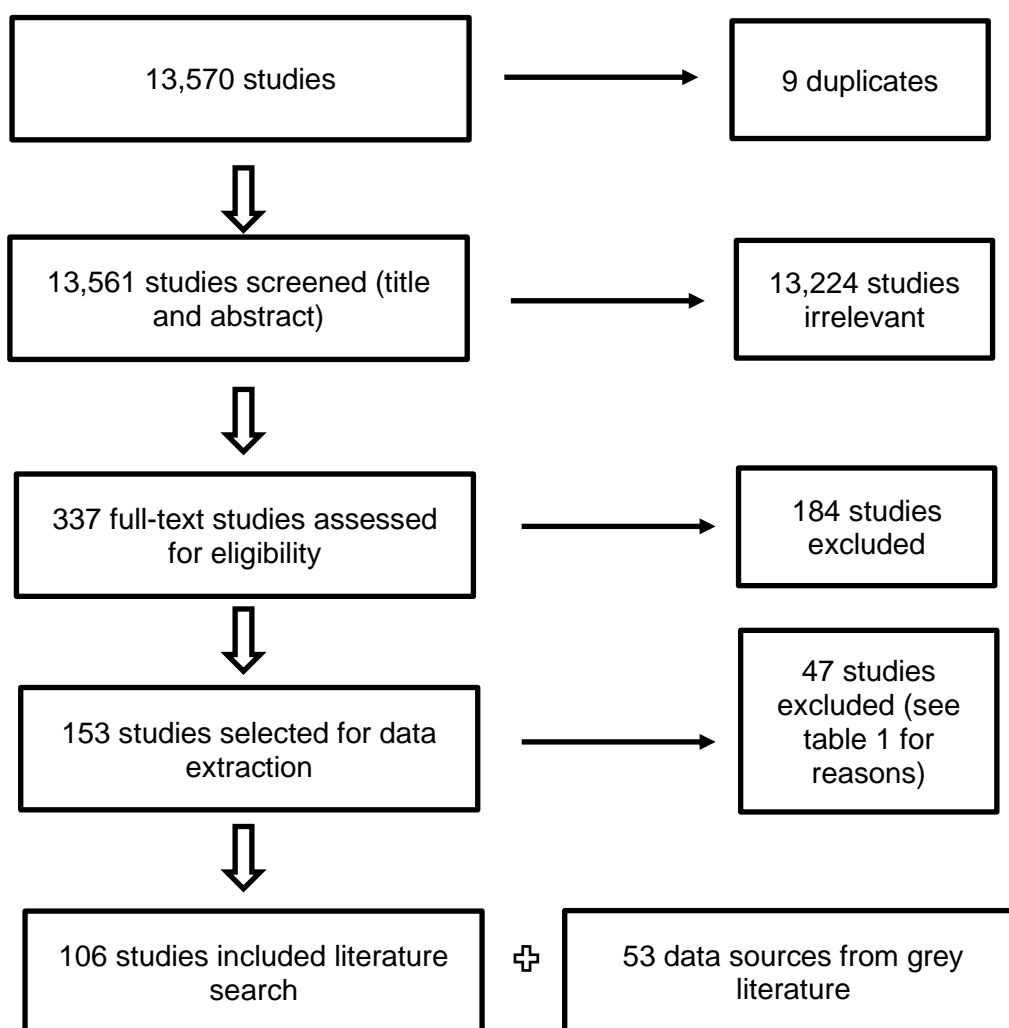 13,570 studies
9 duplicates
13,561 studies screened (title
and abstract)
13,224 studies
irrelevant
337 full-text studies assessed
for eligibility
184 studies
excluded
153 studies selected for data
extraction
47 studies
excluded (see
table 1 for
reasons)
106 studies included literature
search
53 data sources from grey
literature